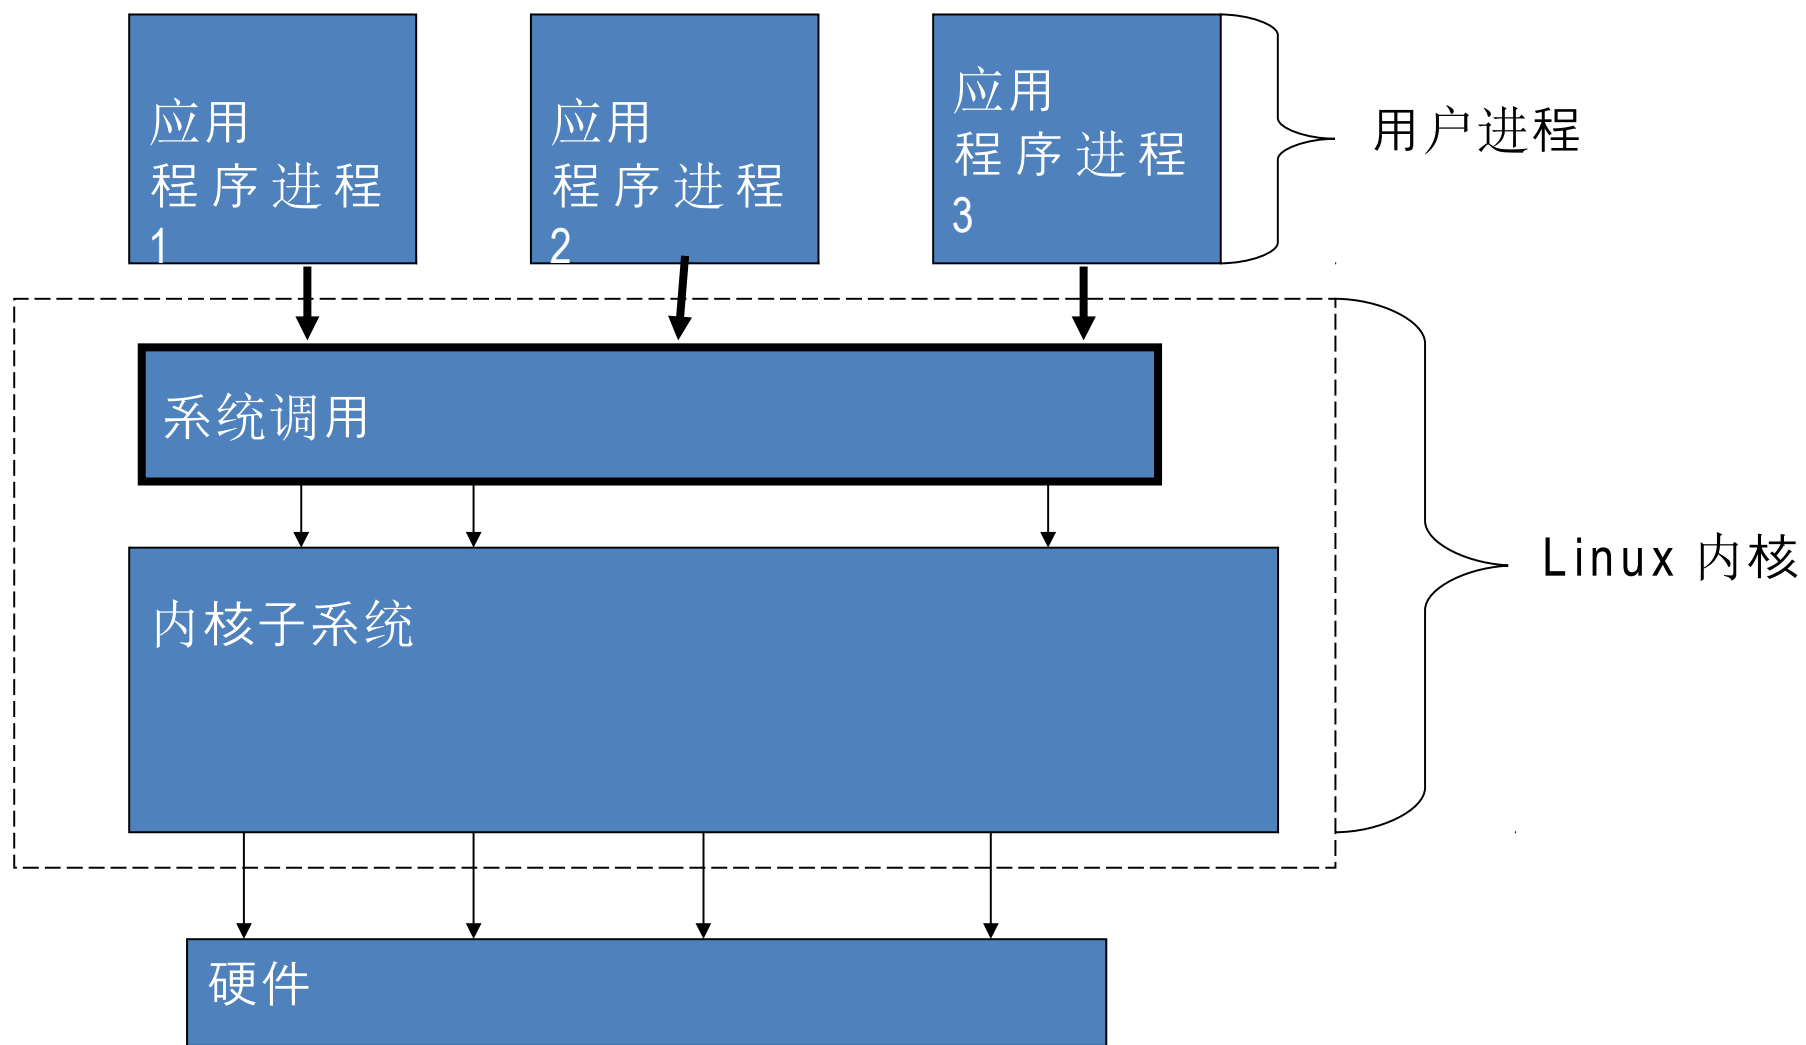 应用
程序进程
1
应用
程序进程
2
应用
程序进程
3
用户进程
系统调用
Linux 内核
内核子系统
硬件